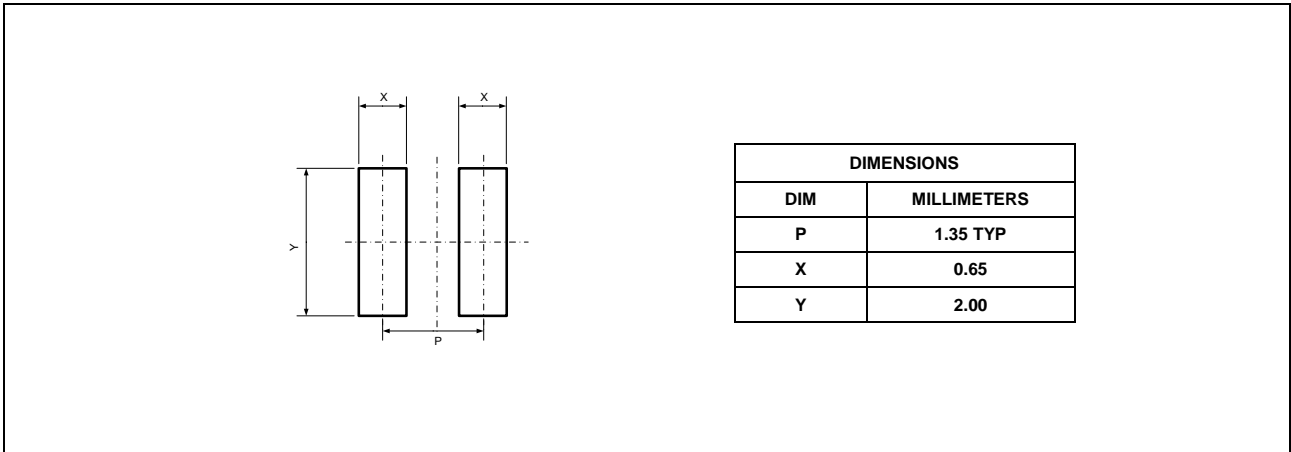 X X
Y
P
DIMENSIONS
DIM MILLIMETERS
P 1.35 TYP
X 0.65
Y 2.00